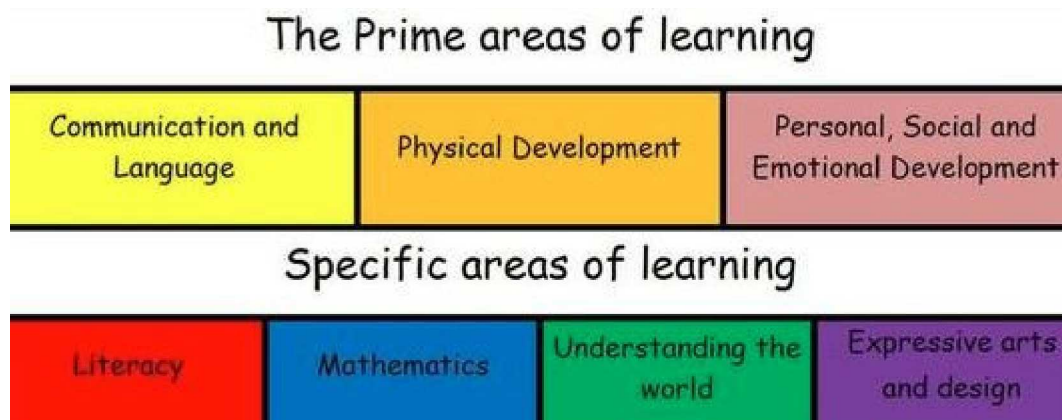 The Prime areas of learning
Communication and
Language
Physical Development
Personal, Social and
Emotional Development
Specific areas of learning
Literacy
Mathematics
Understanding the
world
Expressive arts
and design